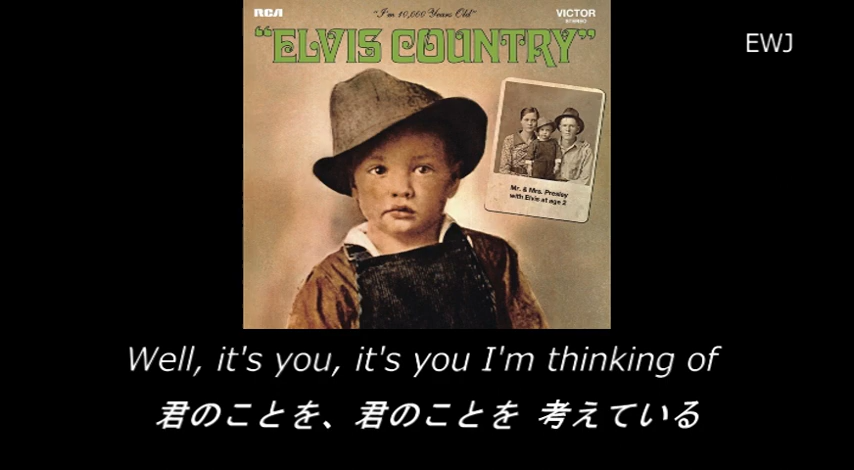 RCA
"I'm 10,000 Years Old"
VICTOR
STEREO
EWJ
"ELVIS COUNTRY"
Mr. & Mrs. Presley
with Elvis at age 2
Well, it's you, it's you I'm thinking of
君のことを、君のことを 考えている